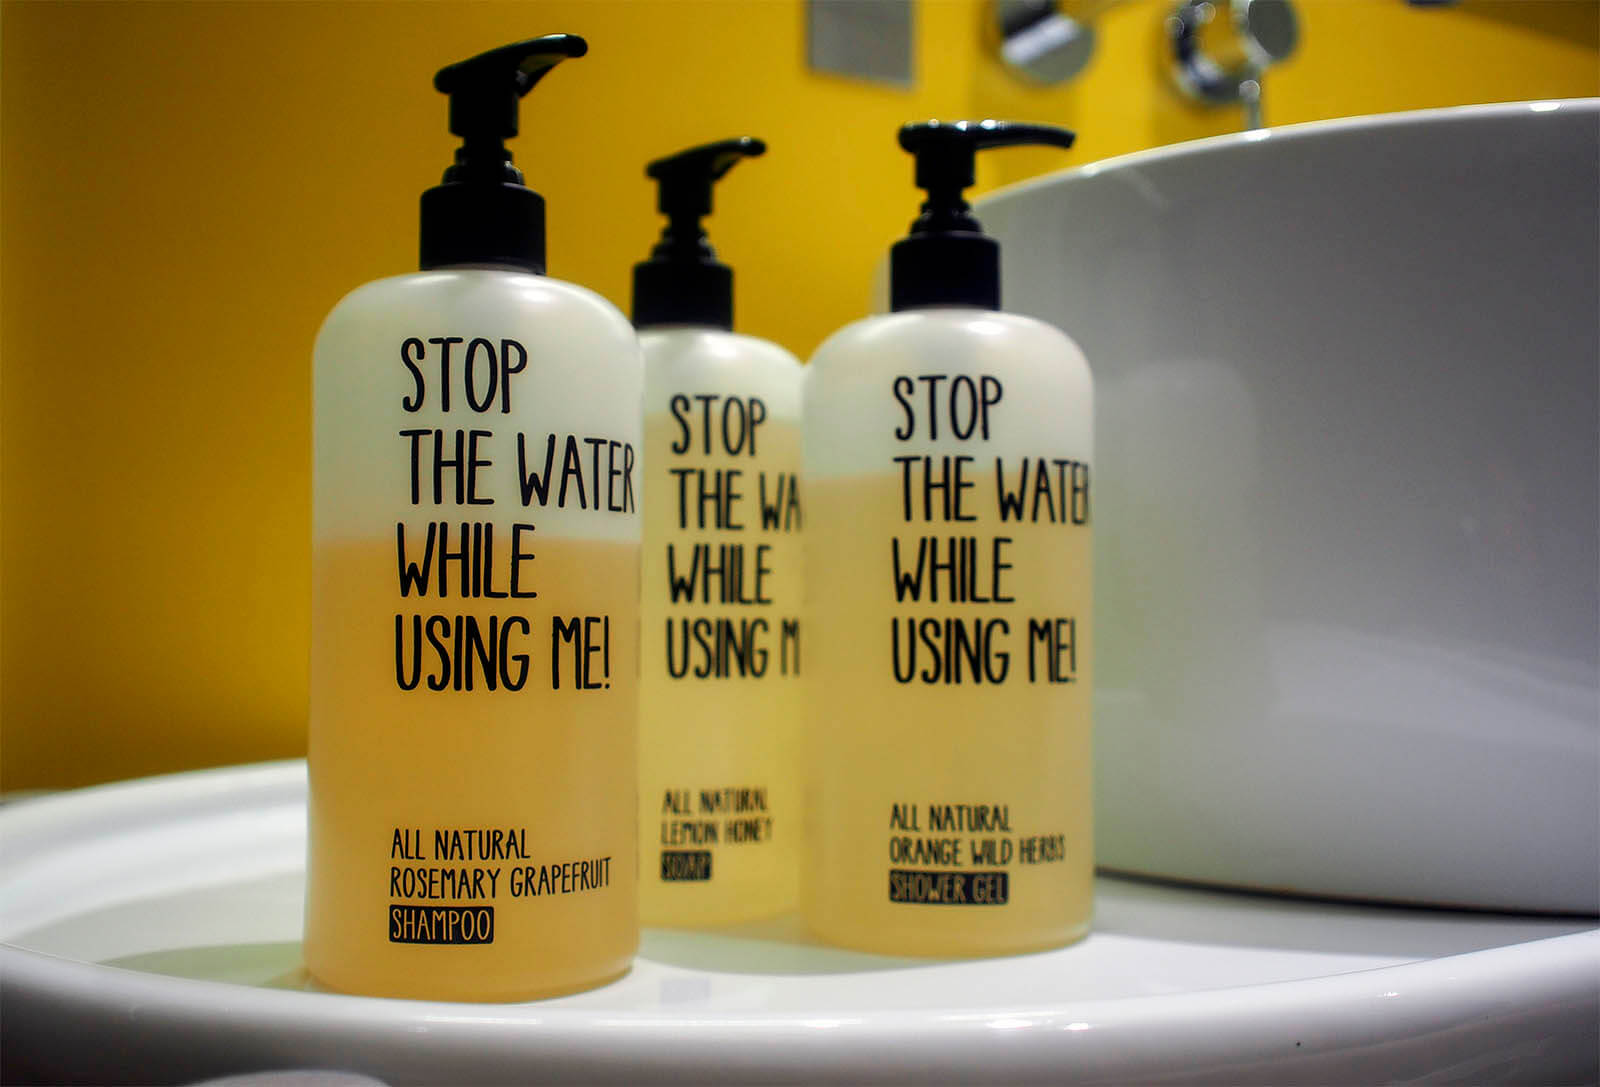 STOP
THE WATER
WHILE
USING ME!
ALL NATURAL
ROSEMARY GRAPEFRUIT
SHAMPOO
STOP
THE WA
WHILE
USING M
ALL NATURAL
LEMON HONEY
SOAP
STOP
THE WATER
WHILE
USING ME!
ALL NATURAL
ORANGE WILD HERBS
SHOWER GEL